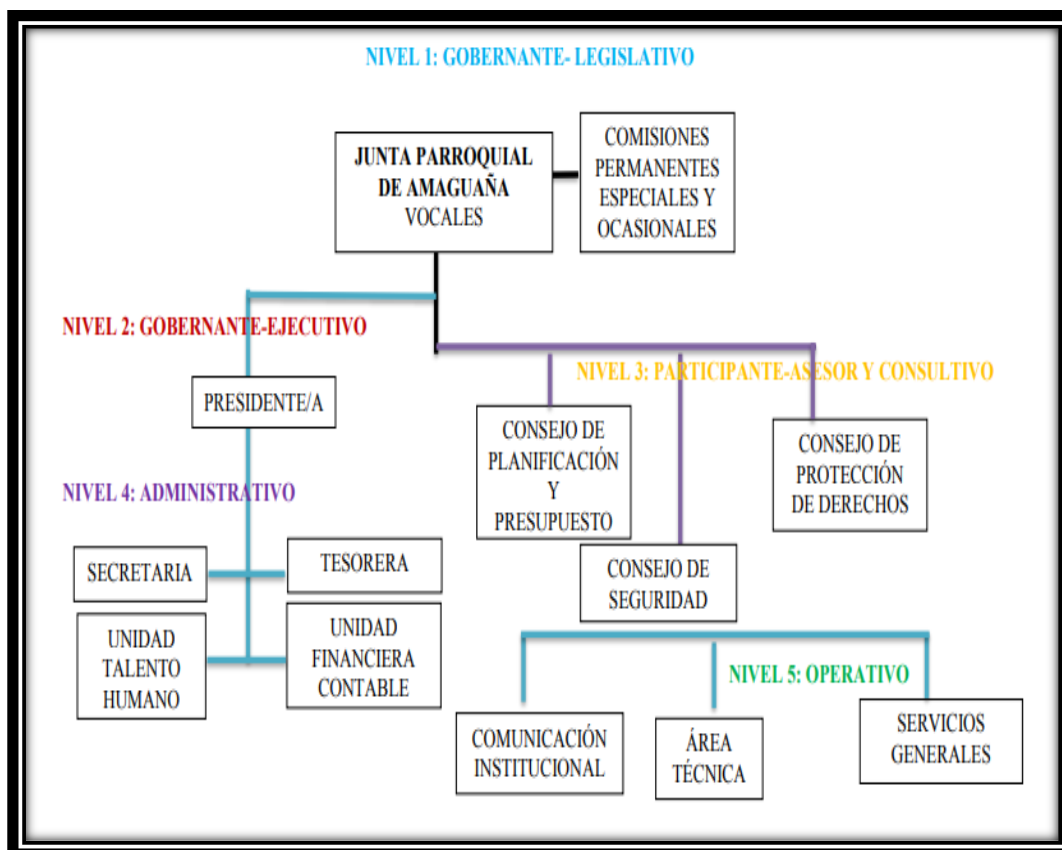 NIVEL 1: GOBERNANTE- LEGISLATIVO
JUNTA PARROQUIAL
DE AMAGUAÑA
VOCALES
COMISIONES
PERMANENTES
ESPECIALES Y
OCASIONALES
NIVEL 2: GOBERNANTE-EJECUTIVO
PRESIDENTE/A
NIVEL 3: PARTICIPANTE-ASESOR Y CONSULTIVO
CONSEJO DE
PLANIFICACIÓN
Y
PRESUPUESTO
CONSEJO DE
SEGURIDAD
CONSEJO DE
PROTECCIÓN
DE DERECHOS
NIVEL 4: ADMINISTRATIVO
SECRETARIA
TESORERA
UNIDAD
TALENTO
HUMANO
UNIDAD
FINANCIERA
CONTABLE
NIVEL 5: OPERATIVO
COMUNICACIÓN
INSTITUCIONAL
ÁREA
TÉCNICA
SERVICIOS
GENERALES